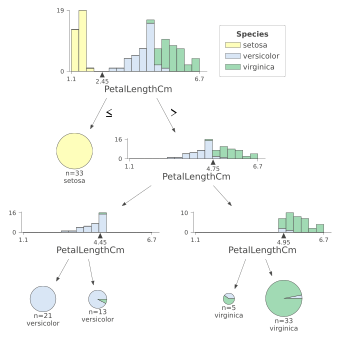 19
0
1.1
2.45
6.7
PetalLengthCm
Species
setosa
versicolor
virginica
≤
>
n=33
setosa
16
0
1.1
4.75
6.7
PetalLengthCm
16
0
1.1
4.45
6.7
PetalLengthCm
10
0
1.1
4.95
6.7
PetalLengthCm
n=21
versicolor
n=13
versicolor
n=5
virginica
n=33
virginica